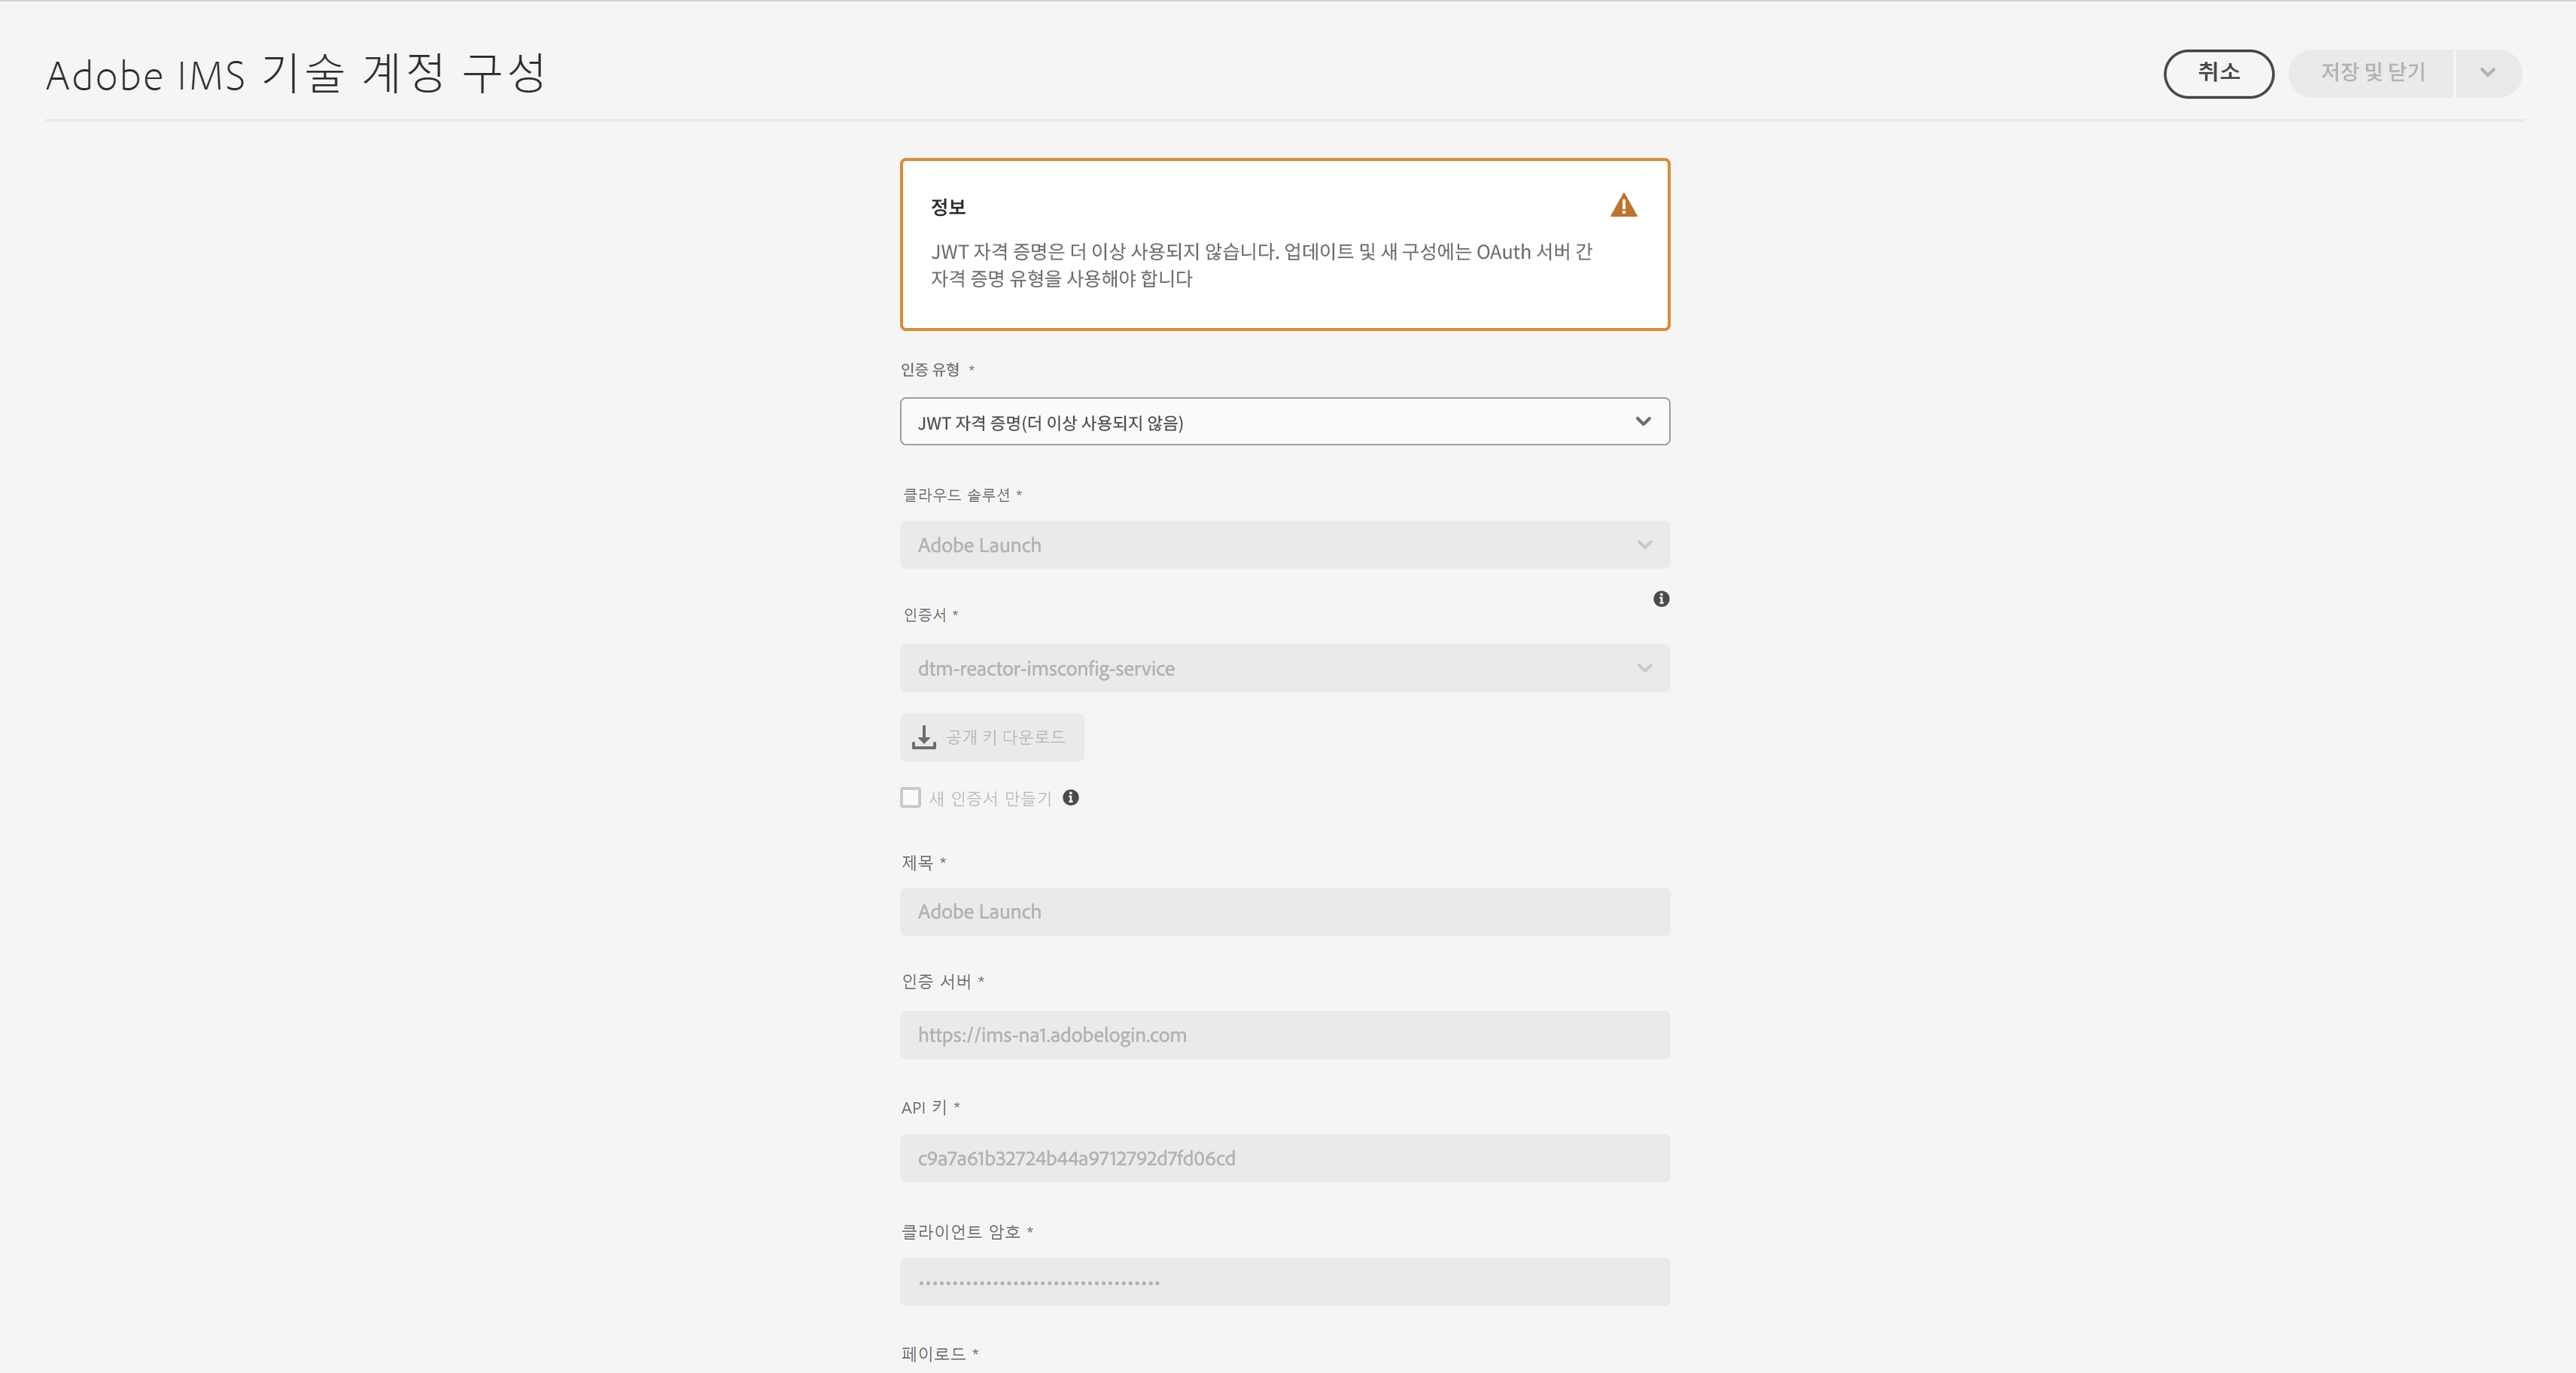 Adobe IMS 기술 계정 구성
취소
저장 및 닫기
정보
JWT 자격 증명은 더 이상 사용되지 않습니다. 업데이트 및 새 구성에는 OAuth 서버 간
자격 증명 유형을 사용해야 합니다
인증 유형 *
JWT 자격 증명(더 이상 사용되지 않음)
클라우드 솔루션 *
Adobe Launch
인증서 *
dtm-reactor-imsconfig-service
공개 키 다운로드
새 인증서 만들기
제목 *
Adobe Launch
인증 서버 *
https://ims-na1.adobelogin.com
API 키 *
c9a7a61b32724b44a9712792d7fd06cd
클라이언트 암호 *
••••••••••••••••••••••••••••••••••••
페이로드 *